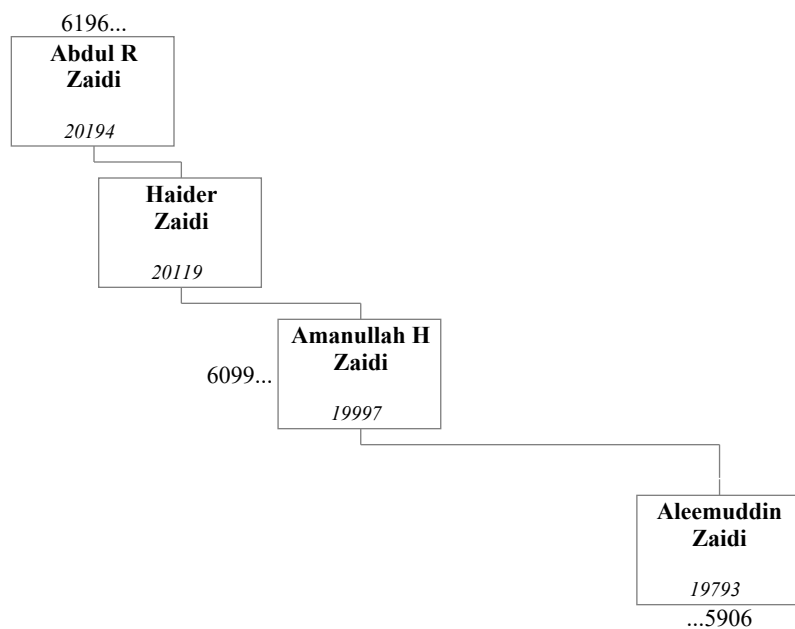 6196...
Abdul R
Zaidi
20194
Haider
Zaidi
20119
Amanullah H
Zaidi
6099...
19997
Aleemuddin
Zaidi
19793
...5906